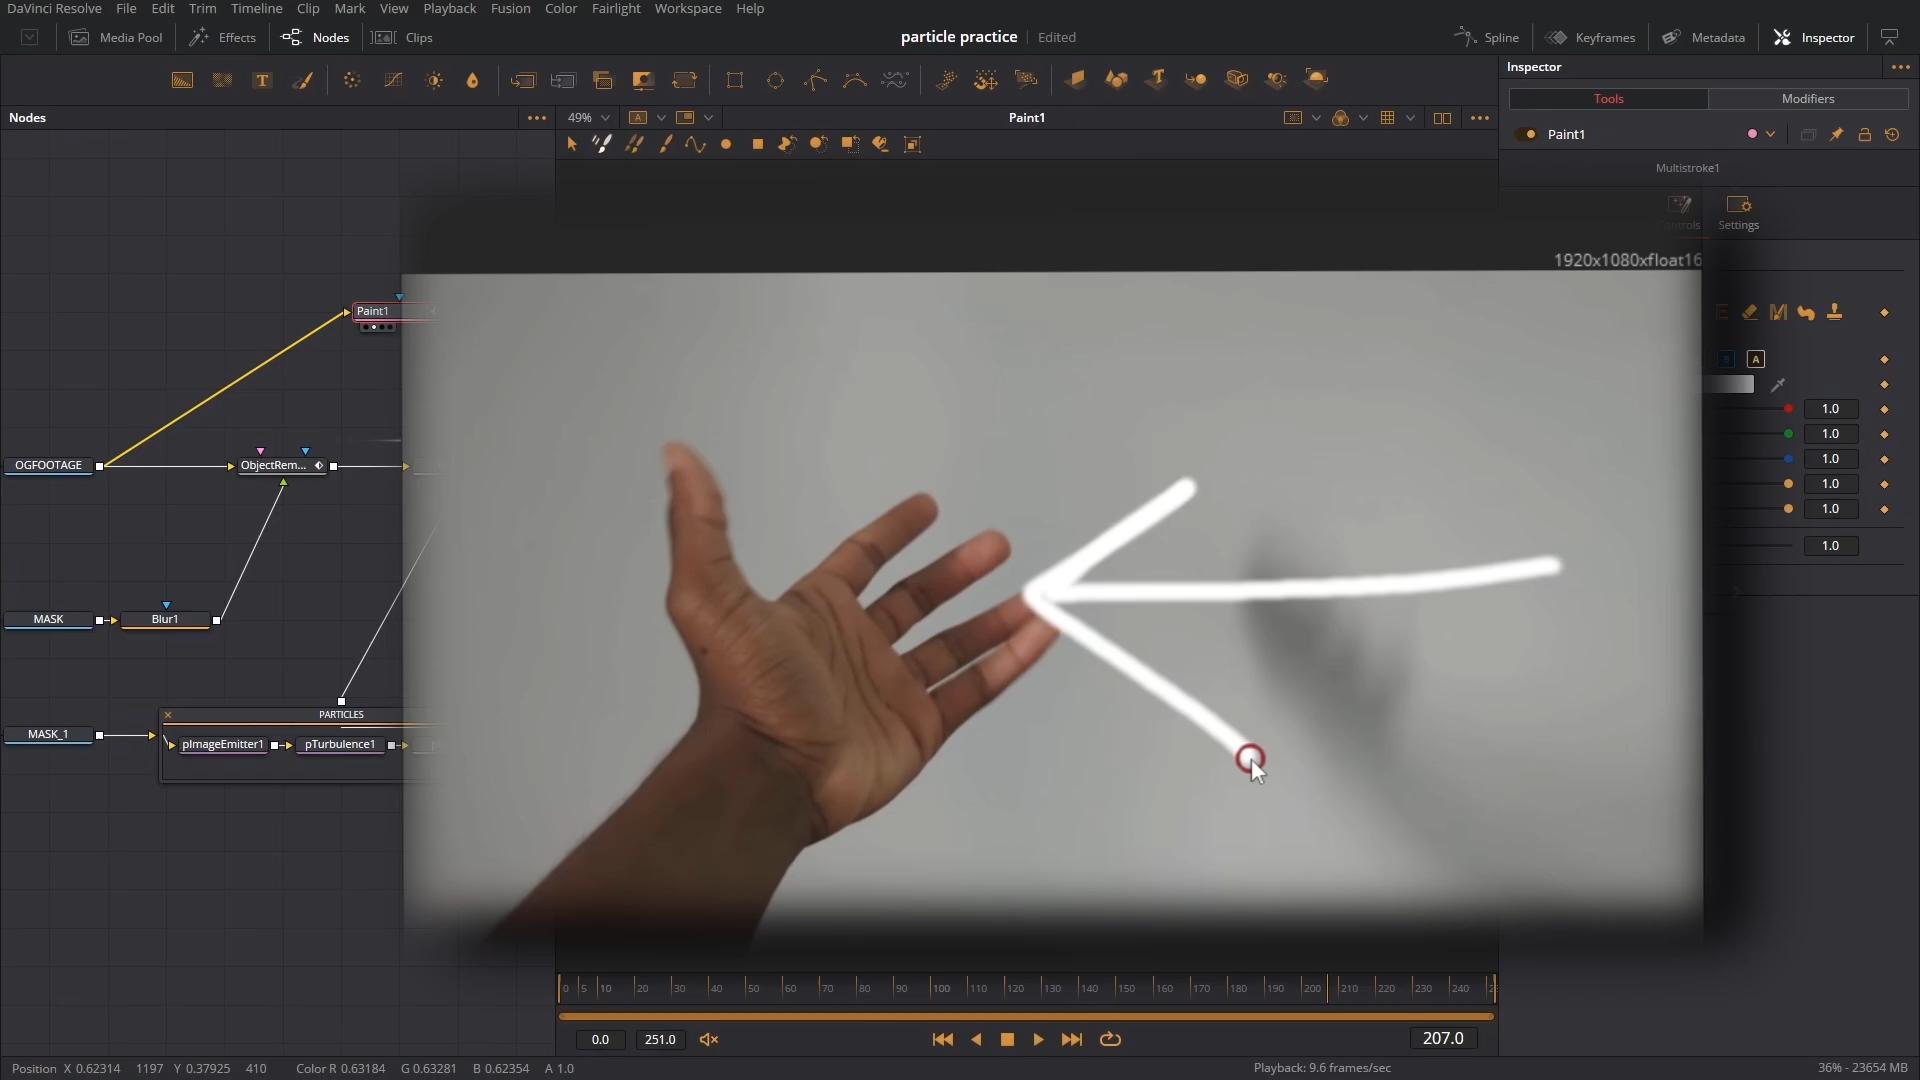 DaVinci Resolve File Edit Trim Timeline Clip Mark View Playback Fusion Color Fairlight Workspace Help
Media Pool Effects Nodes Clips particle practice Edited Spline Keyframes Metadata Inspector
Inspector
Tools Modifiers
Nodes 49% A Paint1
Paint1
Multistroke1
Settings
1920x1080xfloat16
Paint1
A
1.0
1.0
1.0
1.0
1.0
1.0
OGFOOTAGE ObjectRem...
MASK Blur1
PARTICLES
MASK_1 pImageEmitter1 pTurbulence1
0 5 10 20 30 40 50 60 70 80 90 100 110 120 130 140 150 160 170 180 190 200 210 220 230 240
0.0 251.0 207.0
Position X 0.62314 1197 Y 0.37925 410 Color R 0.63184 G 0.63281 B 0.62354 A 1.0 Playback: 9.6 frames/sec 36% - 23654 MB